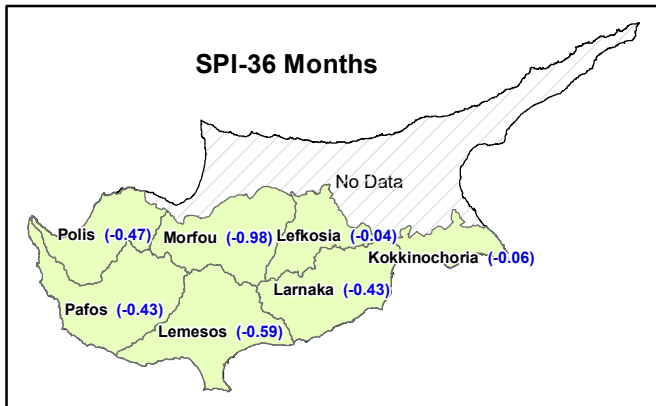 SPI-36 Months
No Data
Polis (-0.47)
Morfou (-0.98)
Lefkosia (-0.04)
Kokkinochoria (-0.06)
Larnaka (-0.43)
Pafos (-0.43)
Lemesos (-0.59)